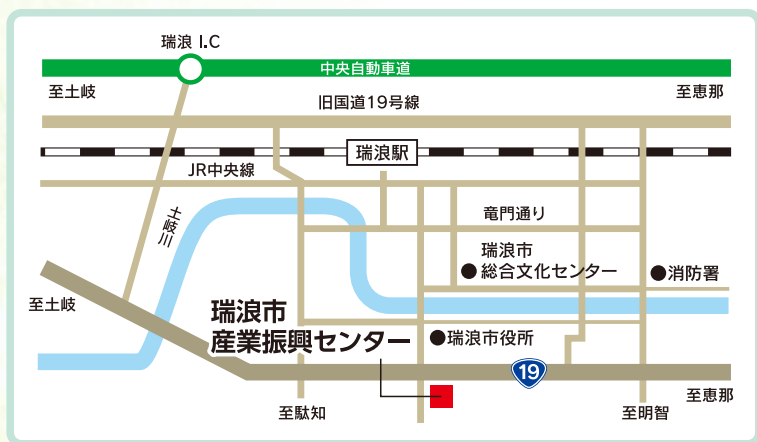 瑞浪 I.C
中央自動車道
至土岐
至恵那
旧国道19号線
瑞浪駅
JR中央線
土岐川
竜門通り
瑞浪市
●総合文化センター
●消防署
至土岐
瑞浪市
産業振興センター
●瑞浪市役所
19
至恵那
至駄知
至明智